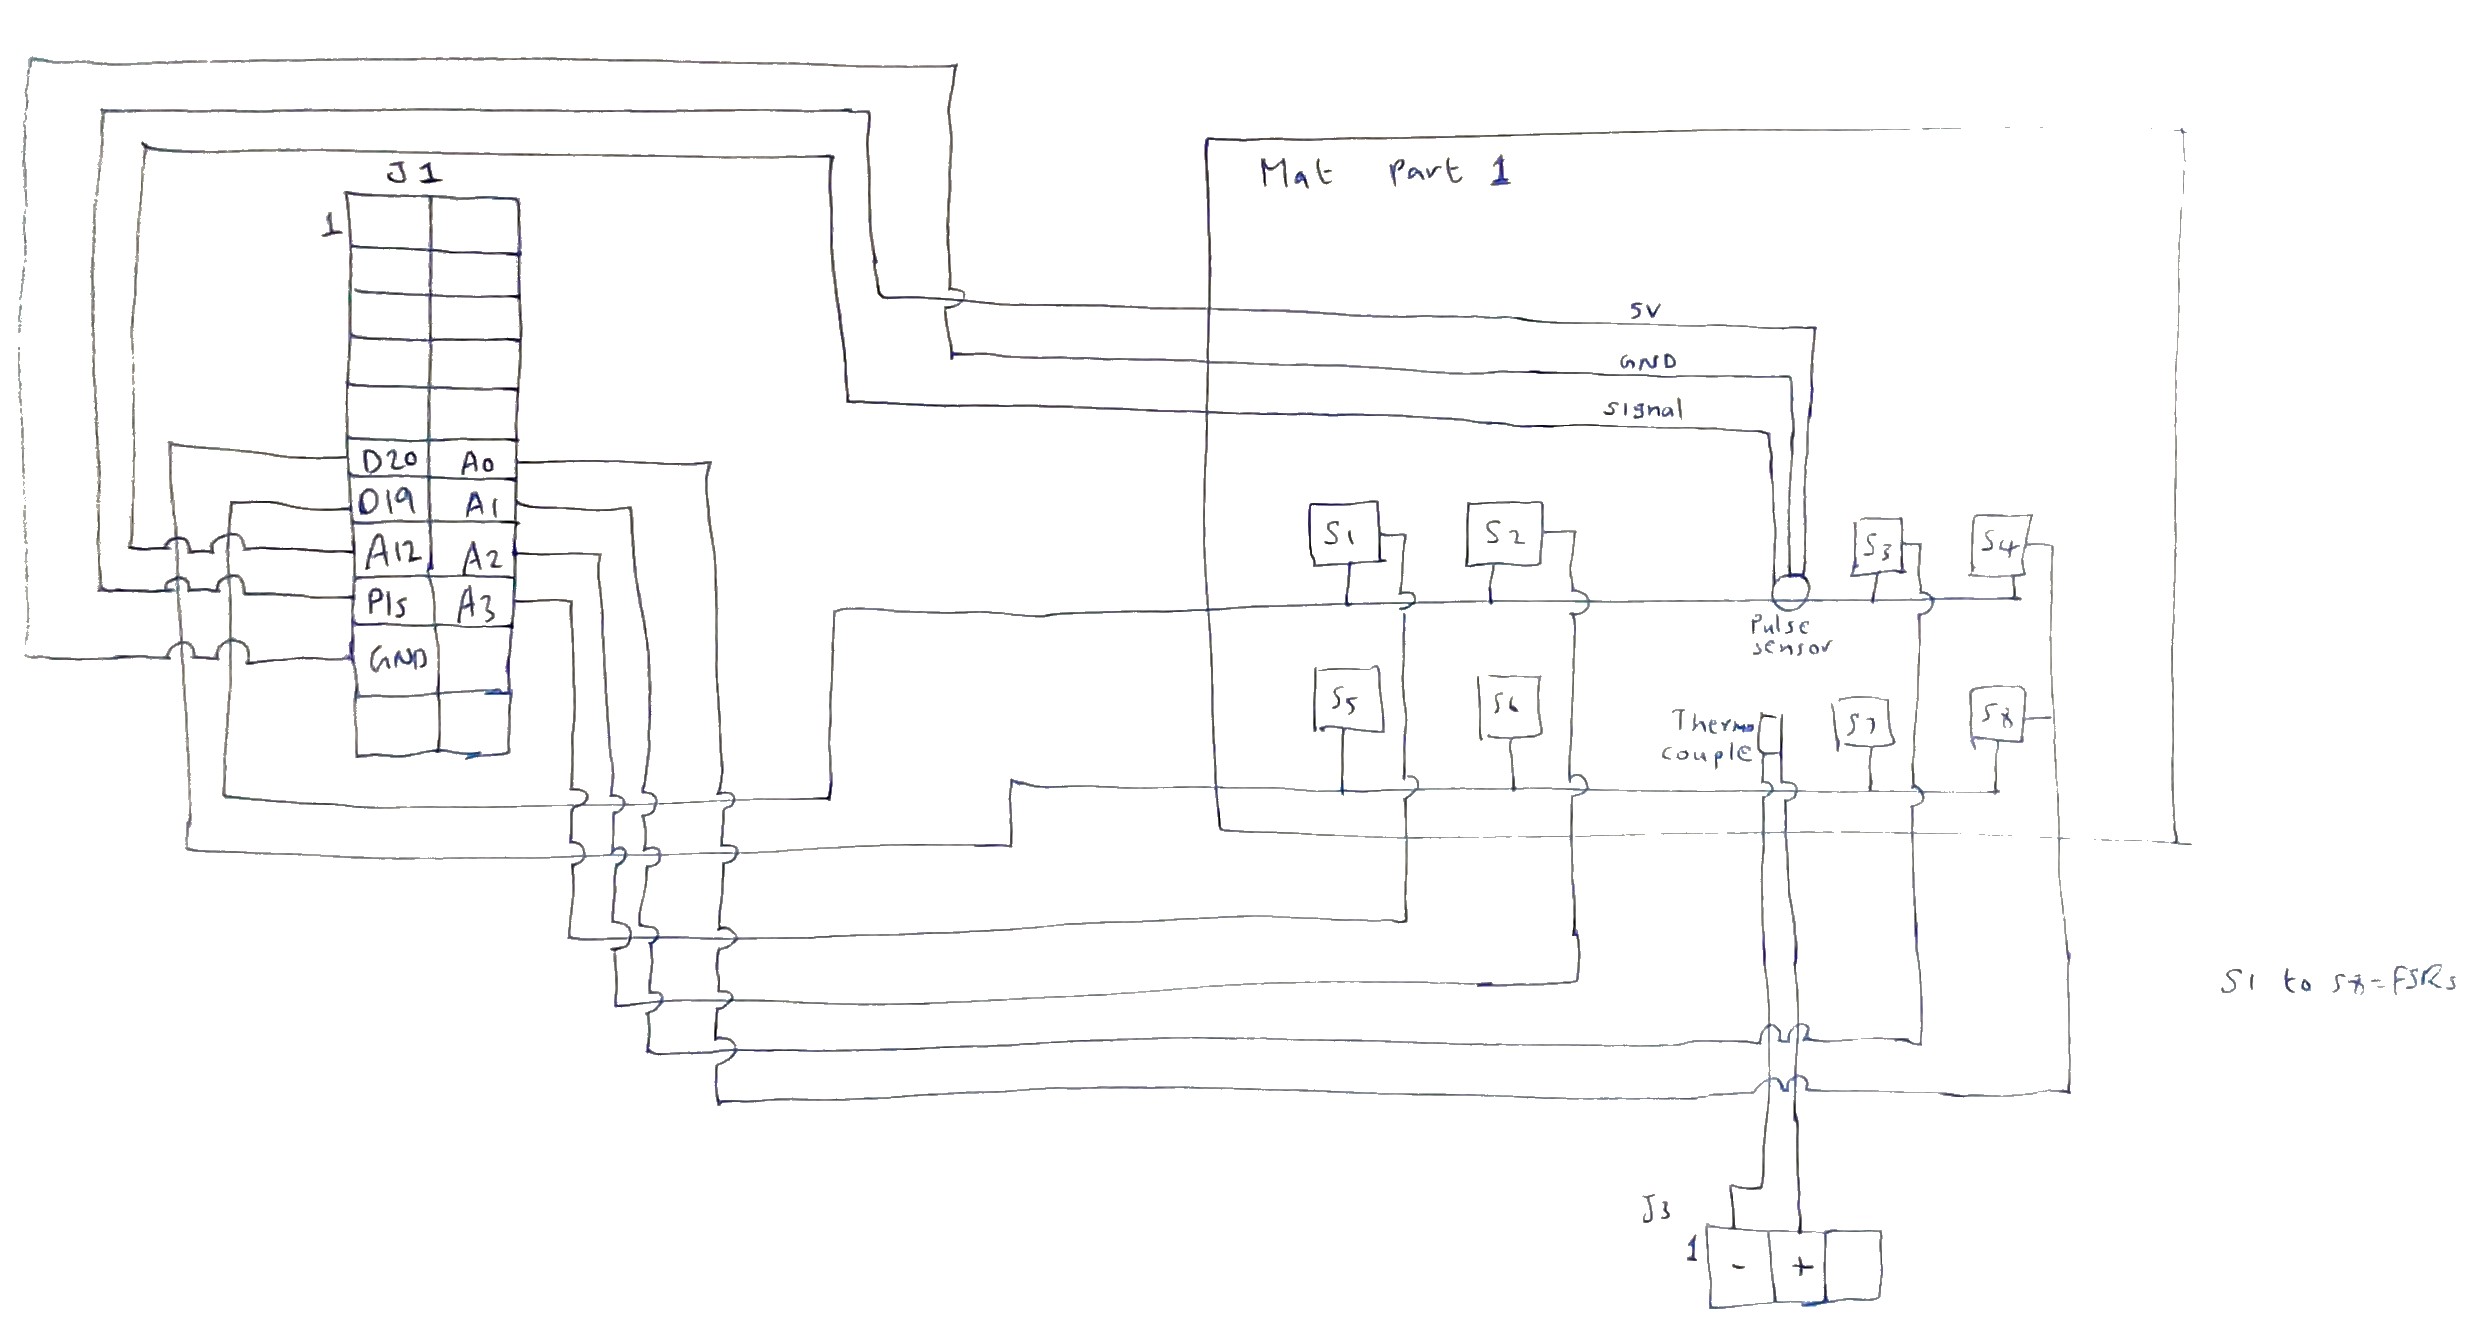 J1
Mat Part 1
1
5V
GND
Signal
D20 A0
D19 A1
A12 A2
P15 A3
GND
S1 S2 S3 S4
Pulse
sensor
S5 S6 S7 S8
Thermo
couple
S1 to S8=FSRs
J3
1
- +